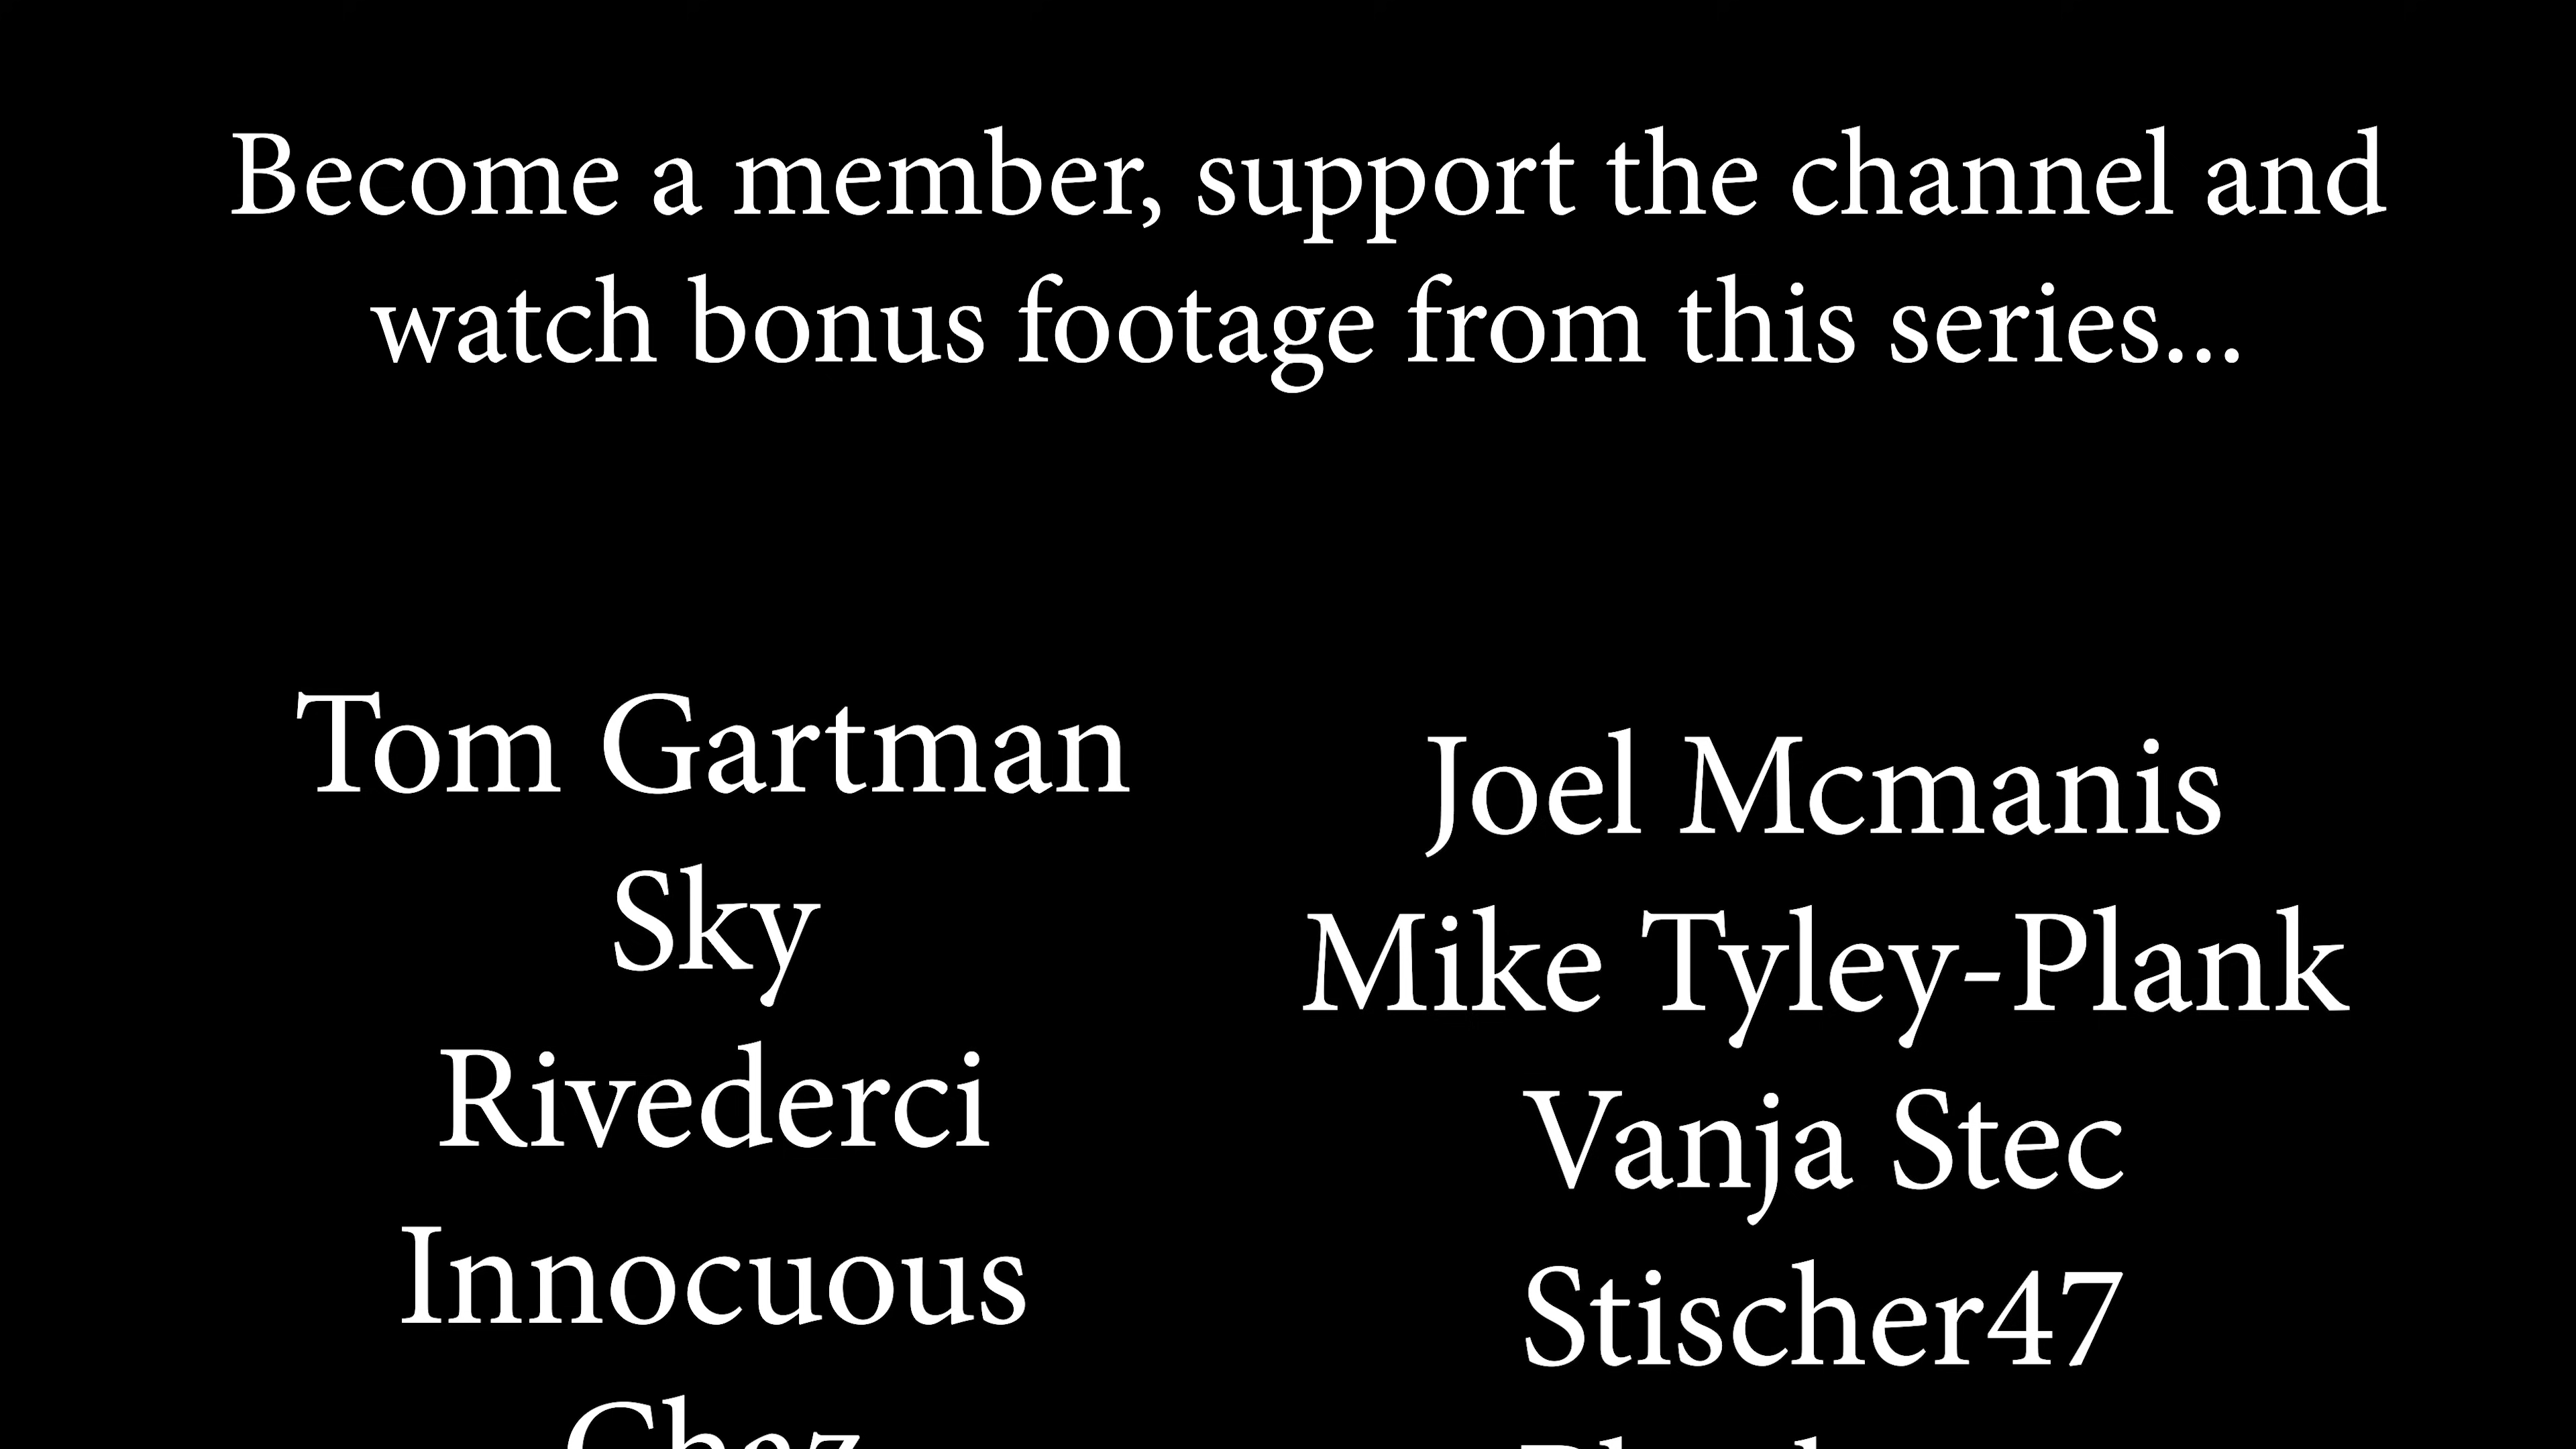 Become a member, support the channel and
watch bonus footage from this series...
Tom Gartman
Sky
Rivederci
Innocuous
Chaz
Joel Mcmanis
Mike Tyley-Plank
Vanja Stec
Stischer47